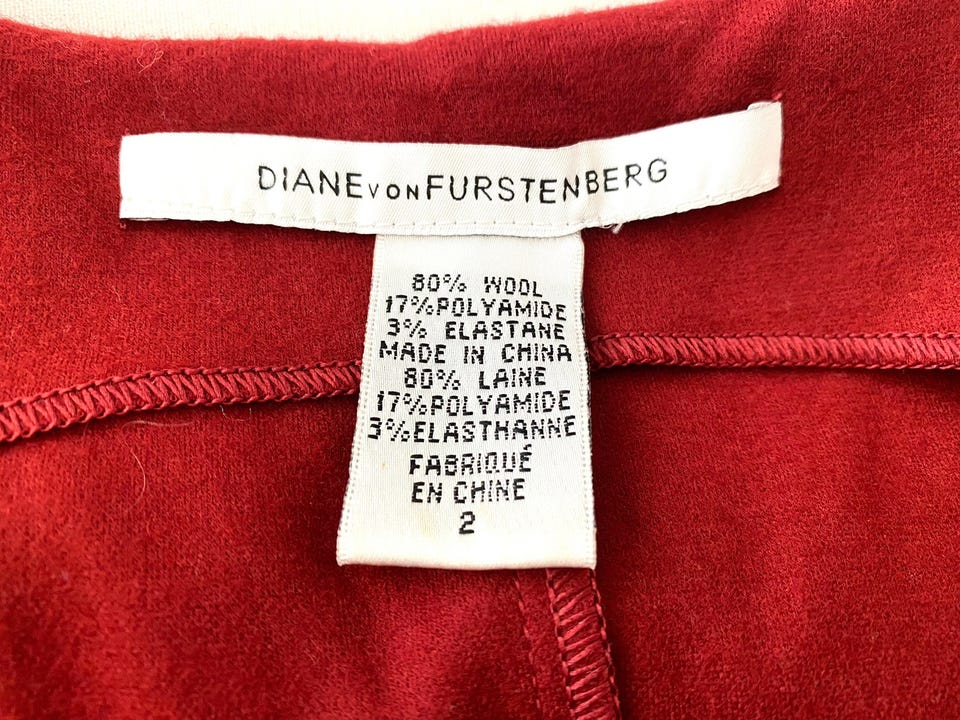 DIANE VON FURSTENBERG
80% WOOL
17%POLYAMIDE
3% ELASTANE
MADE IN CHINA
80% LAINE
17%POLYAMIDE
3%ELASTHANNE
FABRIQUÉ
EN CHINE
2